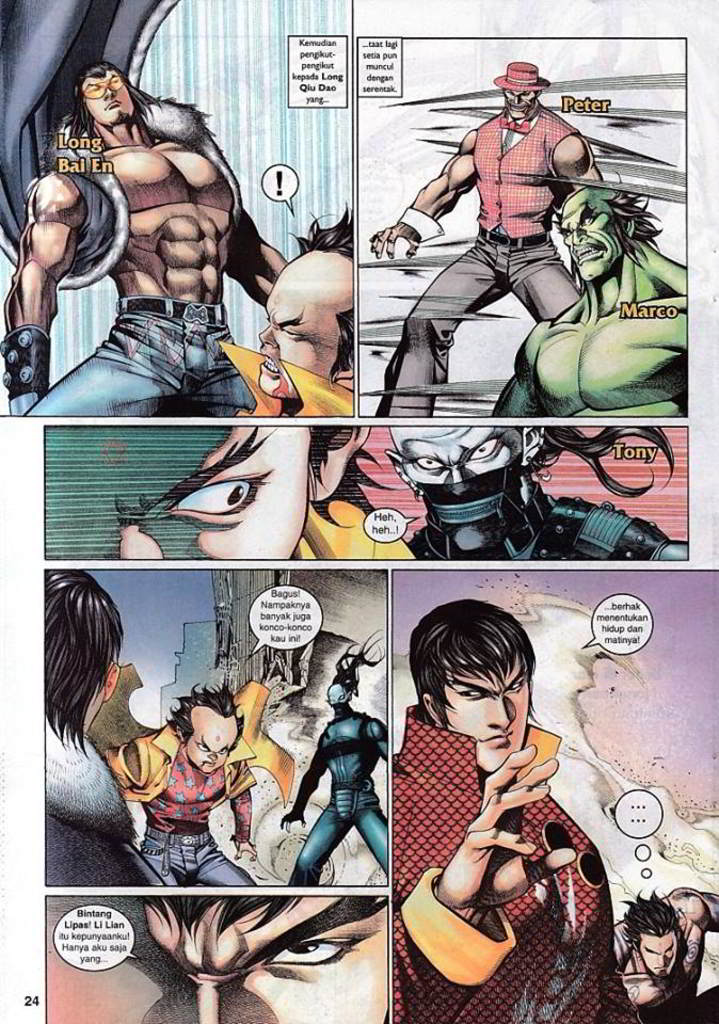 Kemudian
pengikut-
pengikut
kepada Long
Qiu Dao
yang...
Long
Bai En
!
...taat lagi
setia pun
muncul
dengan
serentak.
Peter
Marco
Heh,
heh..!
Tony
Bagus!
Nampaknya
banyak juga
konco-konco
kau ini!
Bintang
Lipas! Li Lian
itu kepunyaanku!
Hanya aku saja
yang...
...berhak
menentukan
hidup dan
matinya!
...
...
24